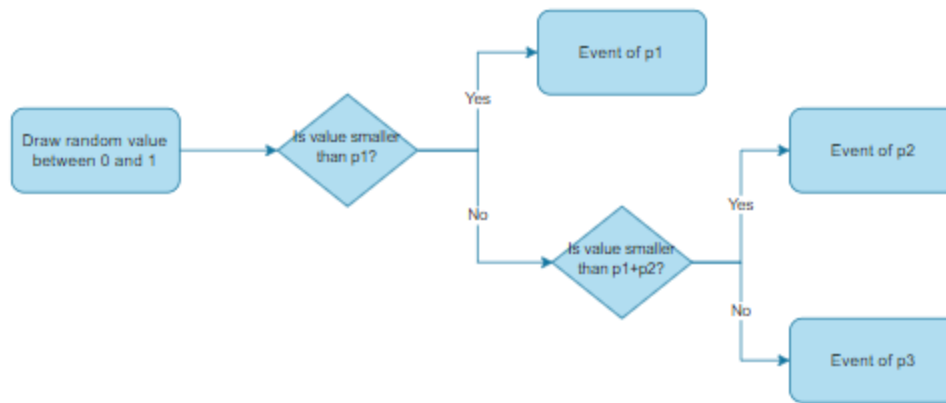 Event of p1
Yes
Draw random value
between 0 and 1
Is value smaller
than p1?
Event of p2
Yes
No
Is value smaller
than p1+p2?
No
Event of p3